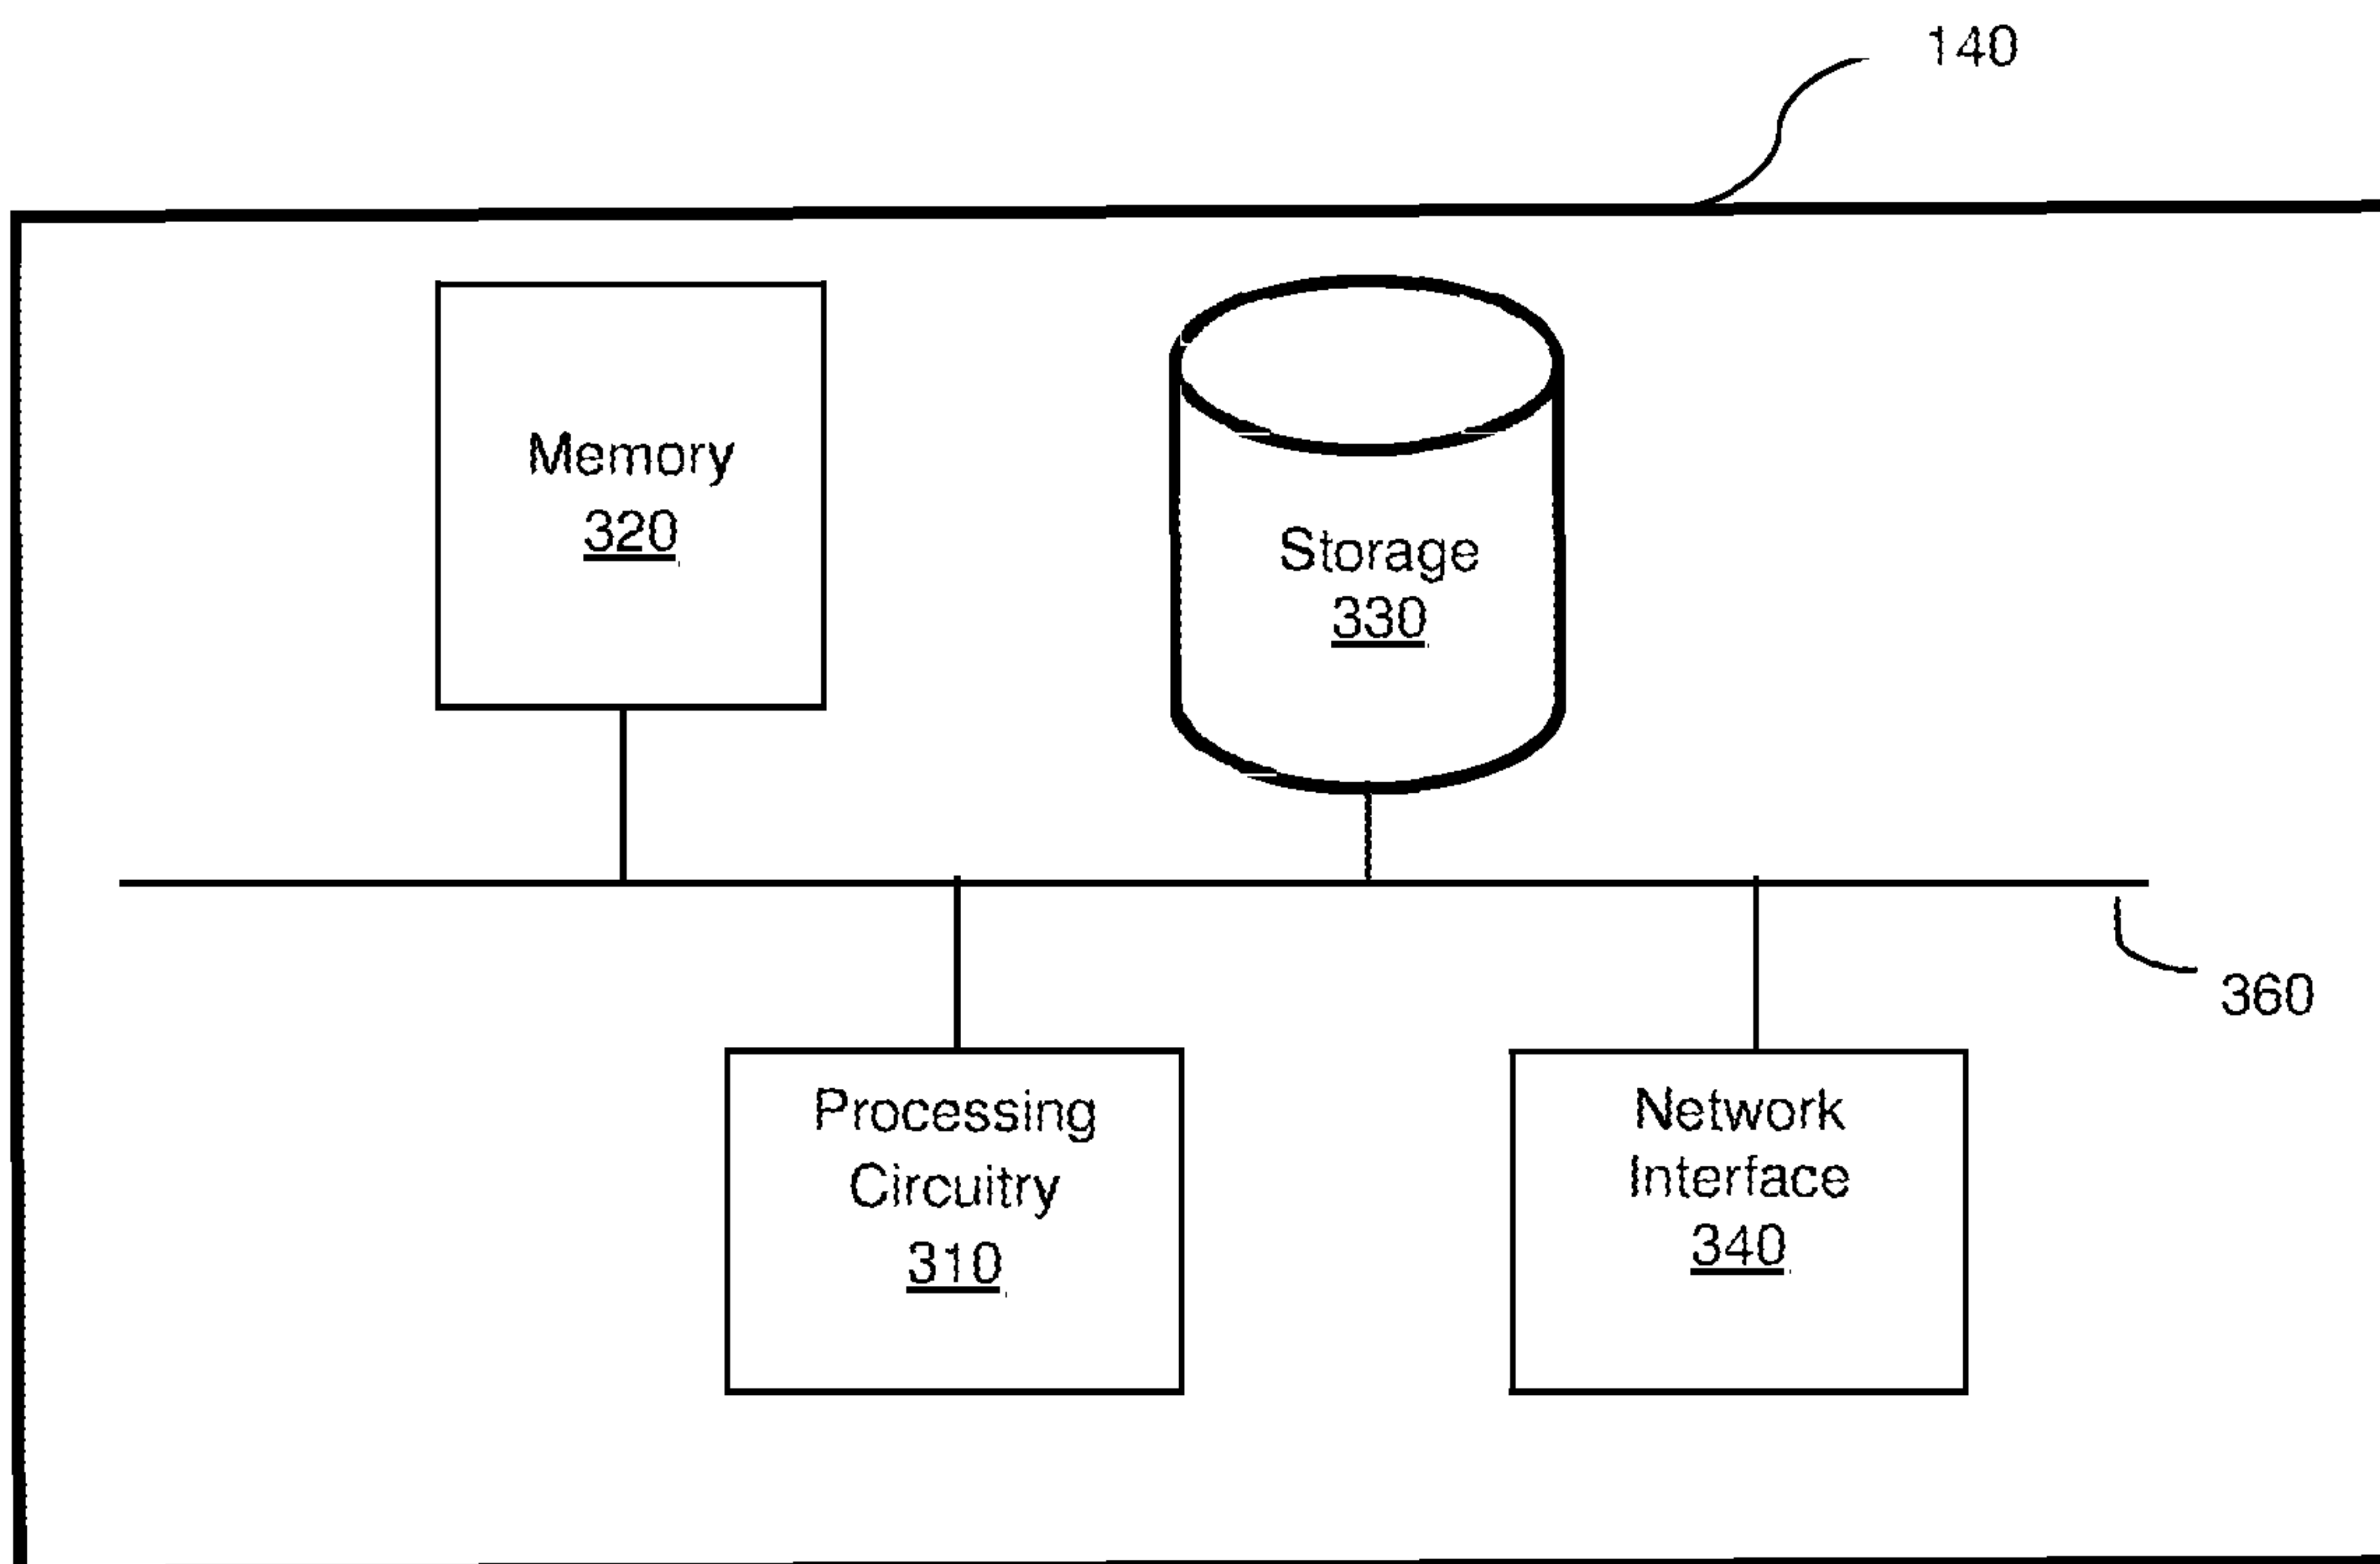 140
Memory
320
Storage
330
360
Processing
Circuitry
310
Network
Interface
340